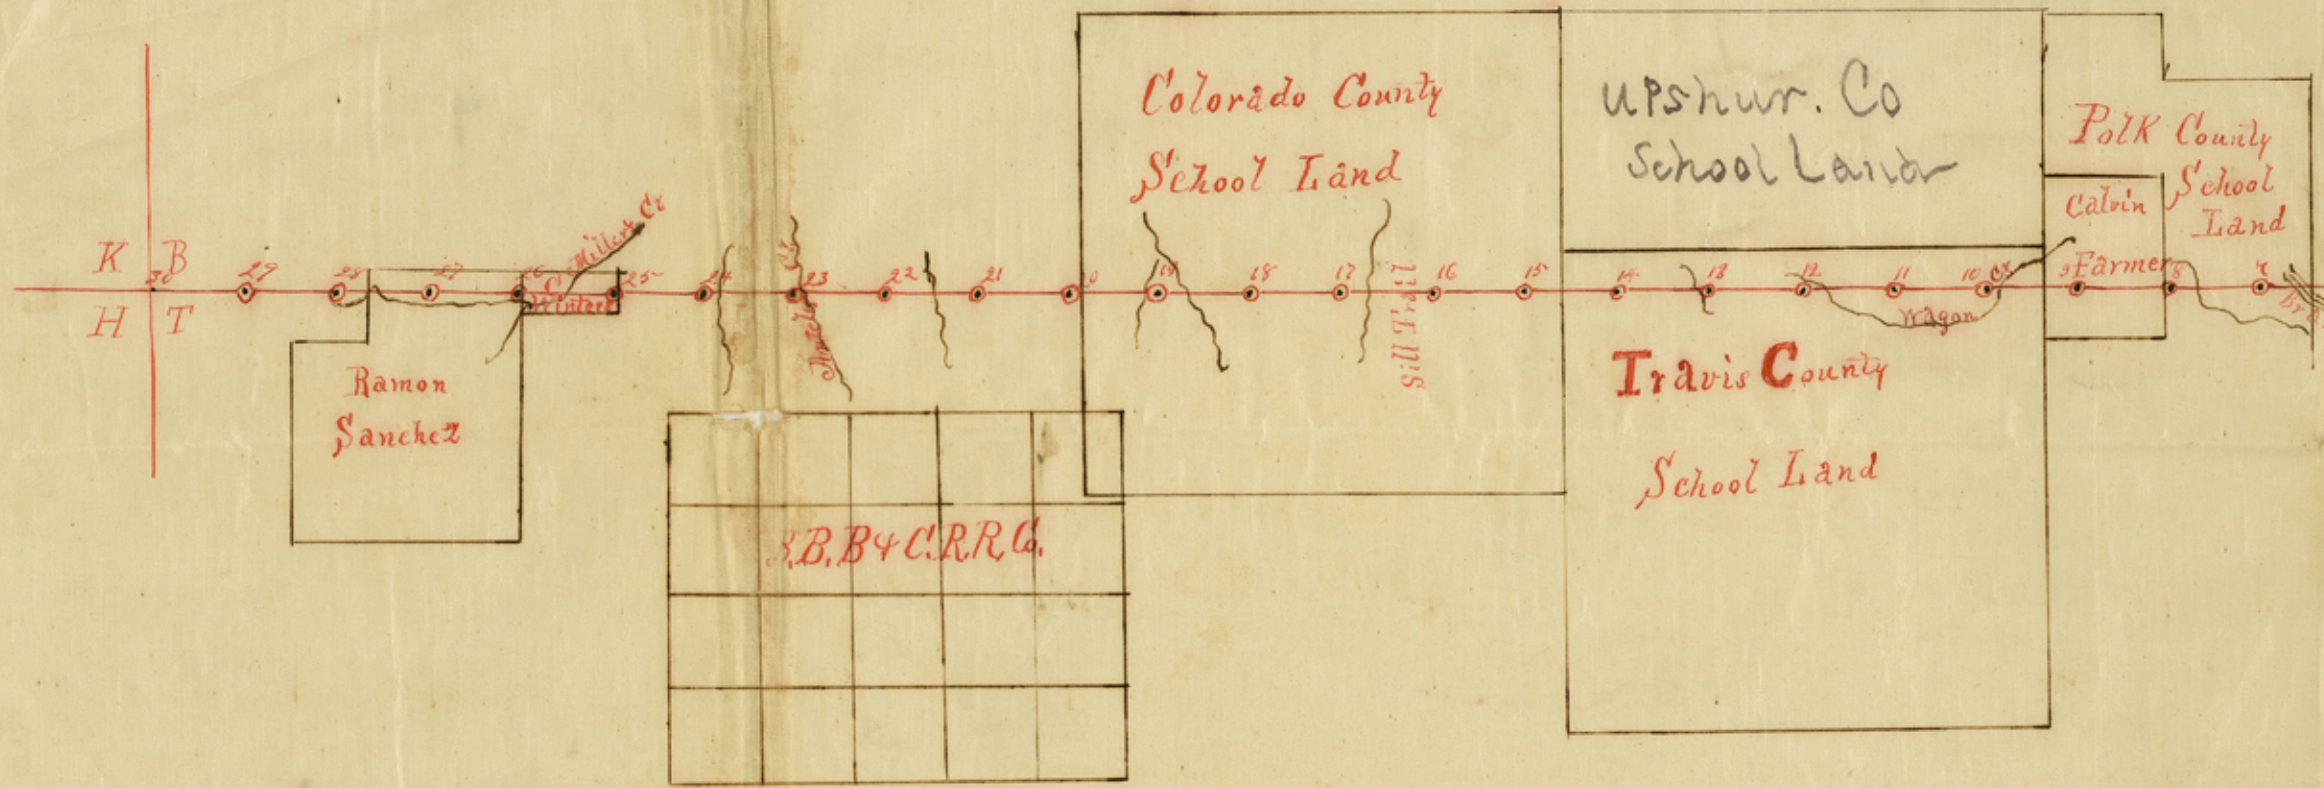 Colorado County
School Land
UPshur. Co
School Land
Polk County
School
Land
Calvin
Farmer
K B
H T
30 29 28 27 26 25 24 23 22 21 20 19 18 17 16 15 14 13 12 11 10 9 8 7
Millers Cr
Sill Trail
Wagon
Cr
Ramon
Sanchez
Travis County
School Land
B.B.B & C.R.R. Co.